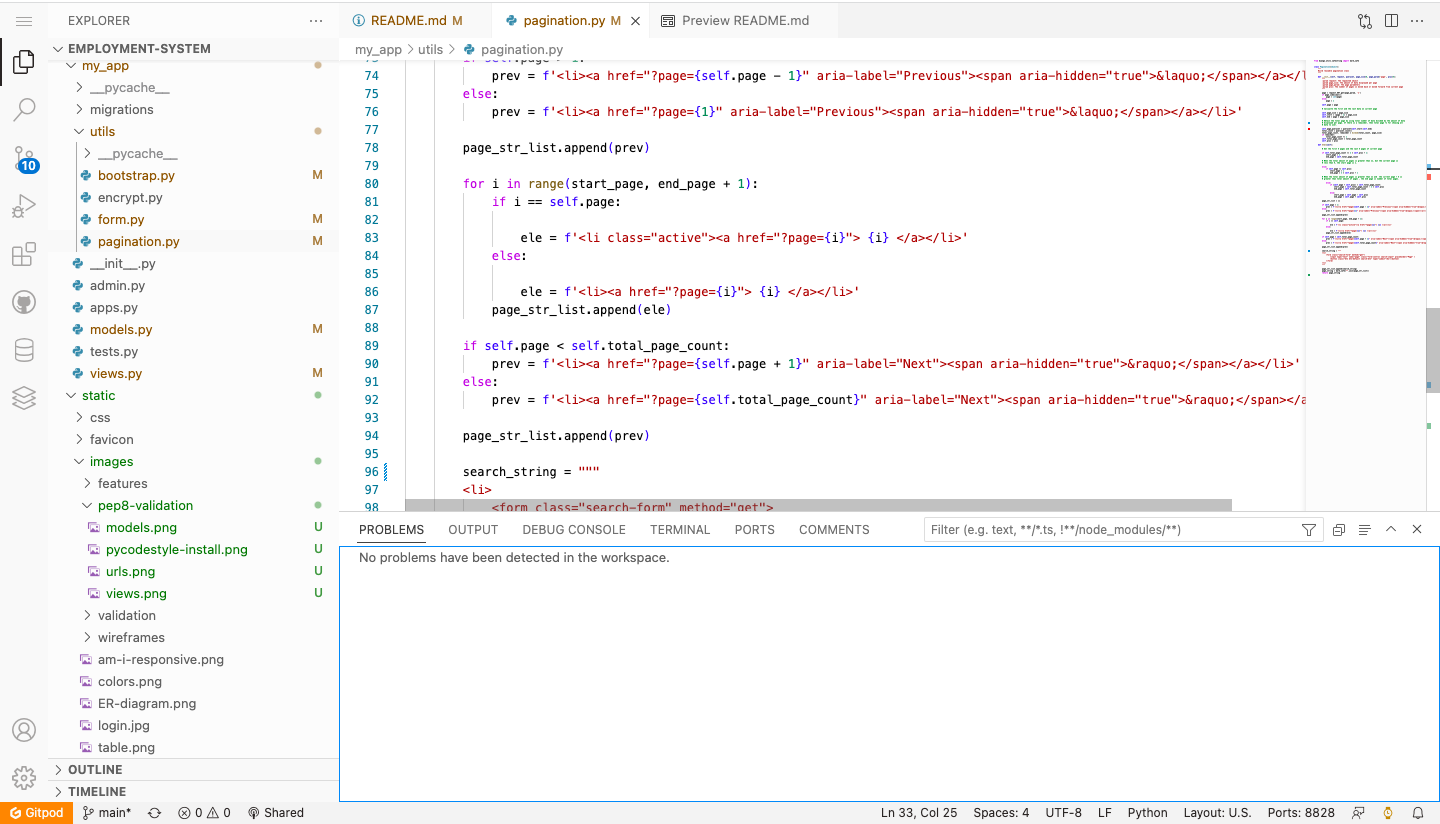 EXPLORER
EMPLOYMENT-SYSTEM
my_app
__pycache__
migrations
utils
__pycache__
bootstrap.py M
encrypt.py
form.py M
pagination.py M
__init__.py
admin.py
apps.py
models.py M
tests.py
views.py M
static
css
favicon
images
features
pep8-validation
models.png U
pycodestyle-install.png U
urls.png U
views.png U
validation
wireframes
am-i-responsive.png
colors.png
ER-diagram.png
login.jpg
table.png
OUTLINE
TIMELINE
10
README.md M
pagination.py M
Preview README.md
my_app > utils > pagination.py
74 prev = f'<li><a href="?page={self.page - 1}" aria-label="Previous"><span aria-hidden="true">&laquo;</span></a></l
75 else:
76 prev = f'<li><a href="?page={1}" aria-label="Previous"><span aria-hidden="true">&laquo;</span></a></li>'
77
78 page_str_list.append(prev)
79
80 for i in range(start_page, end_page + 1):
81 if i == self.page:
82
83 ele = f'<li class="active"><a href="?page={i}"> {i} </a></li>'
84 else:
85
86 ele = f'<li><a href="?page={i}"> {i} </a></li>'
87 page_str_list.append(ele)
88
89 if self.page < self.total_page_count:
90 prev = f'<li><a href="?page={self.page + 1}" aria-label="Next"><span aria-hidden="true">&raquo;</span></a></li>'
91 else:
92 prev = f'<li><a href="?page={self.total_page_count}" aria-label="Next"><span aria-hidden="true">&raquo;</span></a
93
94 page_str_list.append(prev)
95
96 search_string = """
97 <li>
98 <form class="search-form" method="get">
PROBLEMS OUTPUT DEBUG CONSOLE TERMINAL PORTS COMMENTS
Filter (e.g. text, **/*.ts, !**/node_modules/**)
No problems have been detected in the workspace.
Gitpod main* 0 0 Shared Ln 33, Col 25 Spaces: 4 UTF-8 LF Python Layout: U.S. Ports: 8828